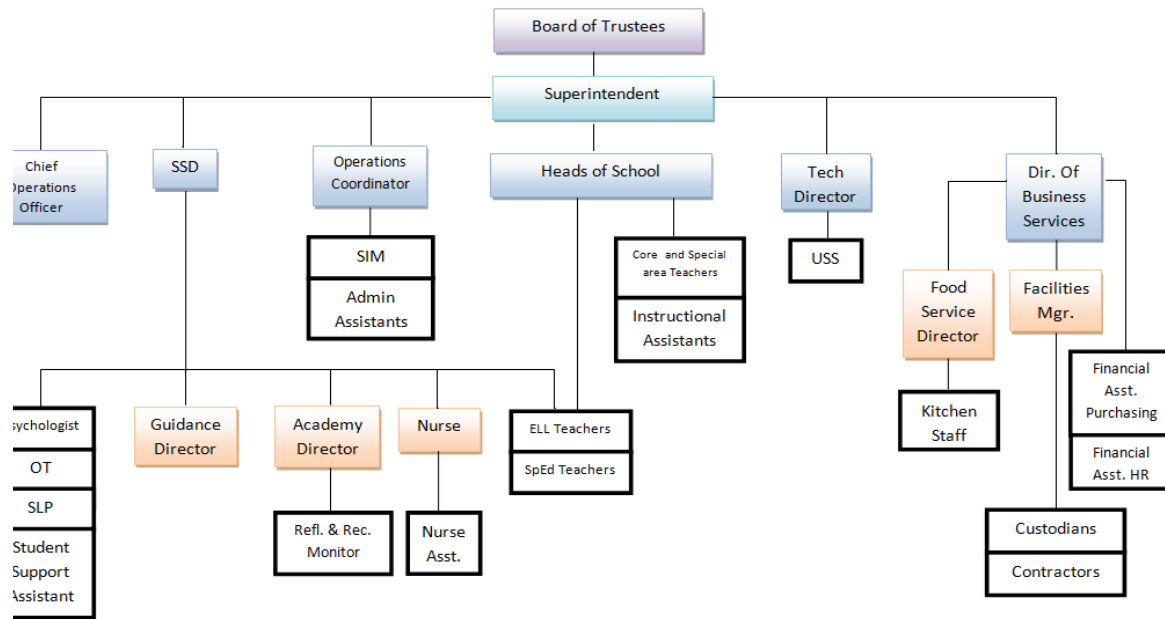 Board of Trustees
Superintendent
Chief
Operations
Officer
SSD
Operations
Coordinator
Heads of School
Tech
Director
Dir. Of
Business
Services
SIM
Admin
Assistants
Core and Special
area Teachers
Instructional
Assistants
USS
Food
Service
Director
Facilities
Mgr.
Financial
Asst.
Purchasing
Financial
Asst. HR
Kitchen
Staff
Custodians
Contractors
sychologist
OT
SLP
Student
Support
Assistant
Guidance
Director
Academy
Director
Nurse
ELL Teachers
SpEd Teachers
Refl. & Rec.
Monitor
Nurse
Asst.